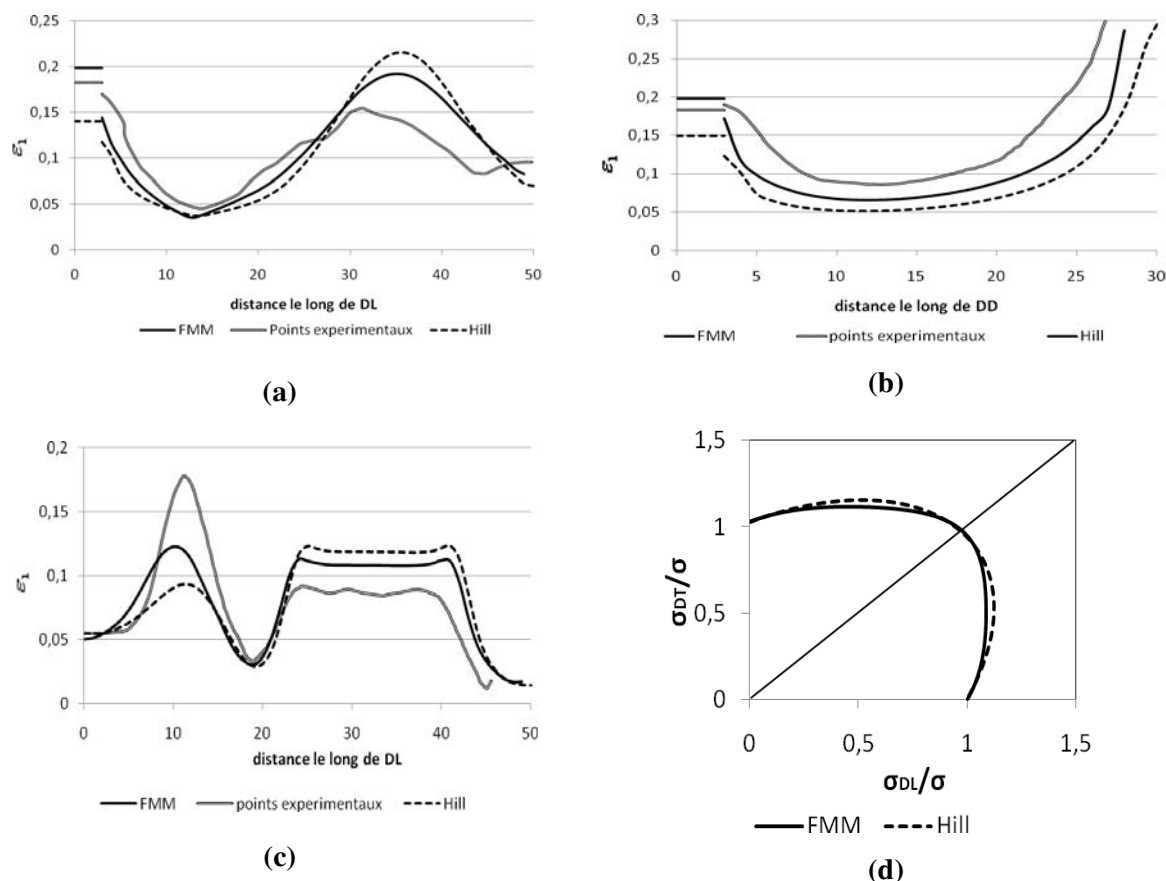 0,25
0,2
0,15
0,1
0,05
0
ε₁
0 10 20 30 40 50
distance le long de DL
FMM Points experimentaux Hill
(a)
0,3
0,25
0,2
0,15
0,1
0,05
0
ε₁
0 5 10 15 20 25 30
distance le long de DD
FMM points experimentaux Hill
(b)
0,2
0,15
0,1
0,05
0
ε₁
0 10 20 30 40 50
distance le long de DL
FMM points experimentaux Hill
(c)
1,5
1
0,5
0
σDT/σ
0 0,5 1 1,5
σDL/σ
FMM Hill
(d)